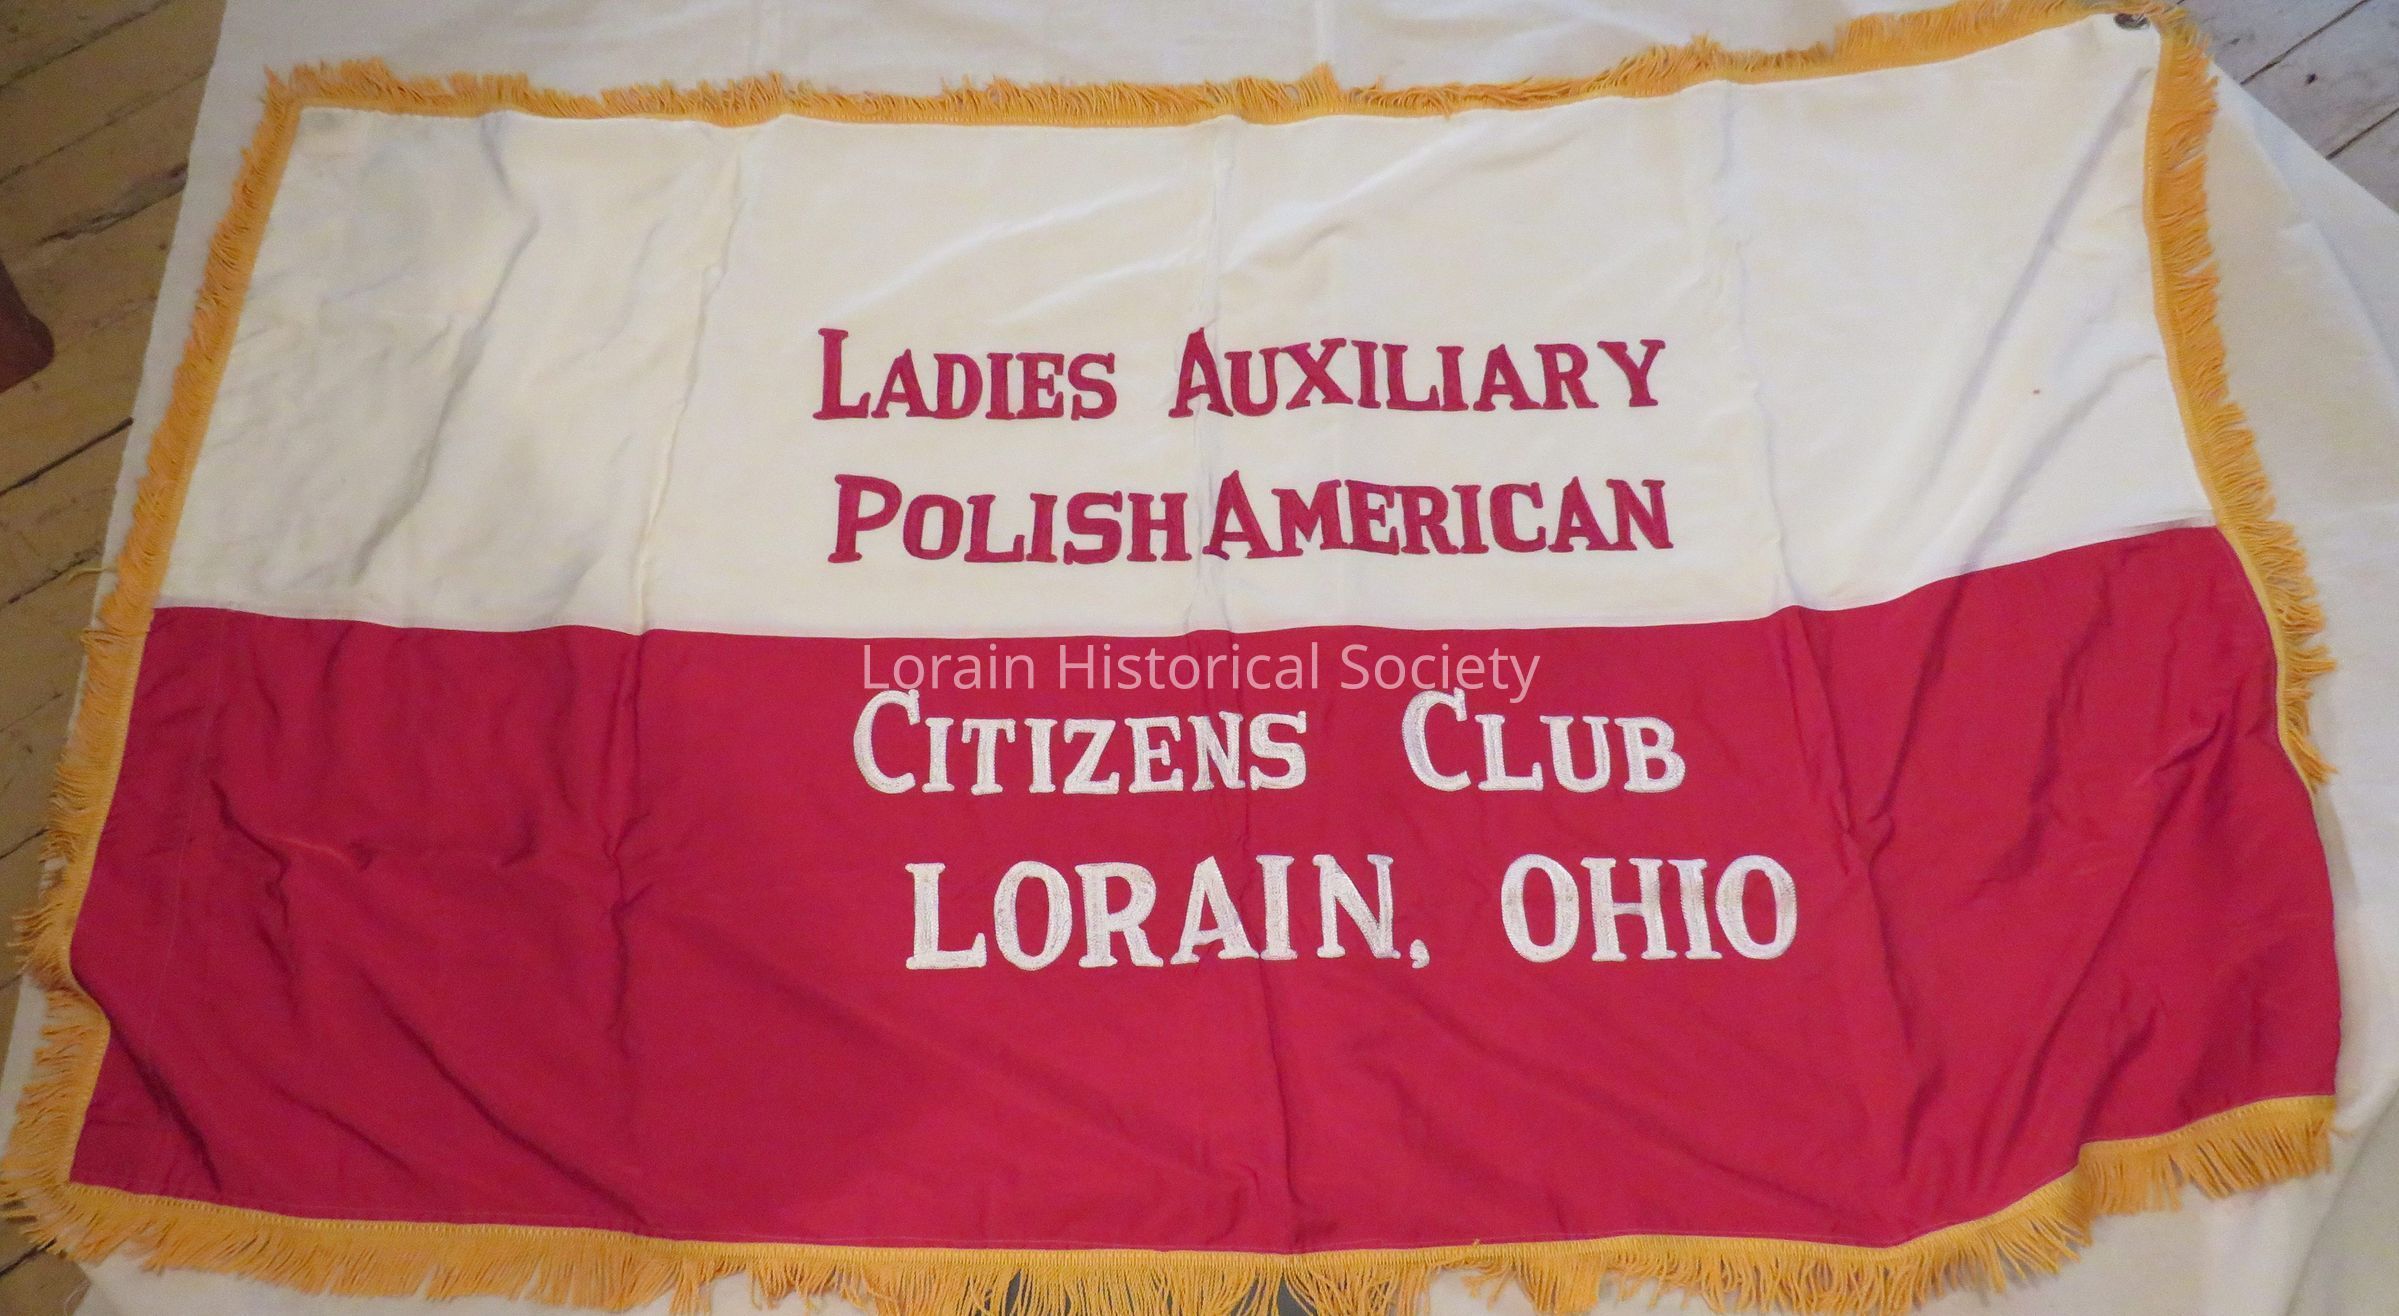 Ladies Auxiliary
Polish American
Lorain Historical Society
Citizens Club
LORAIN, OHIO